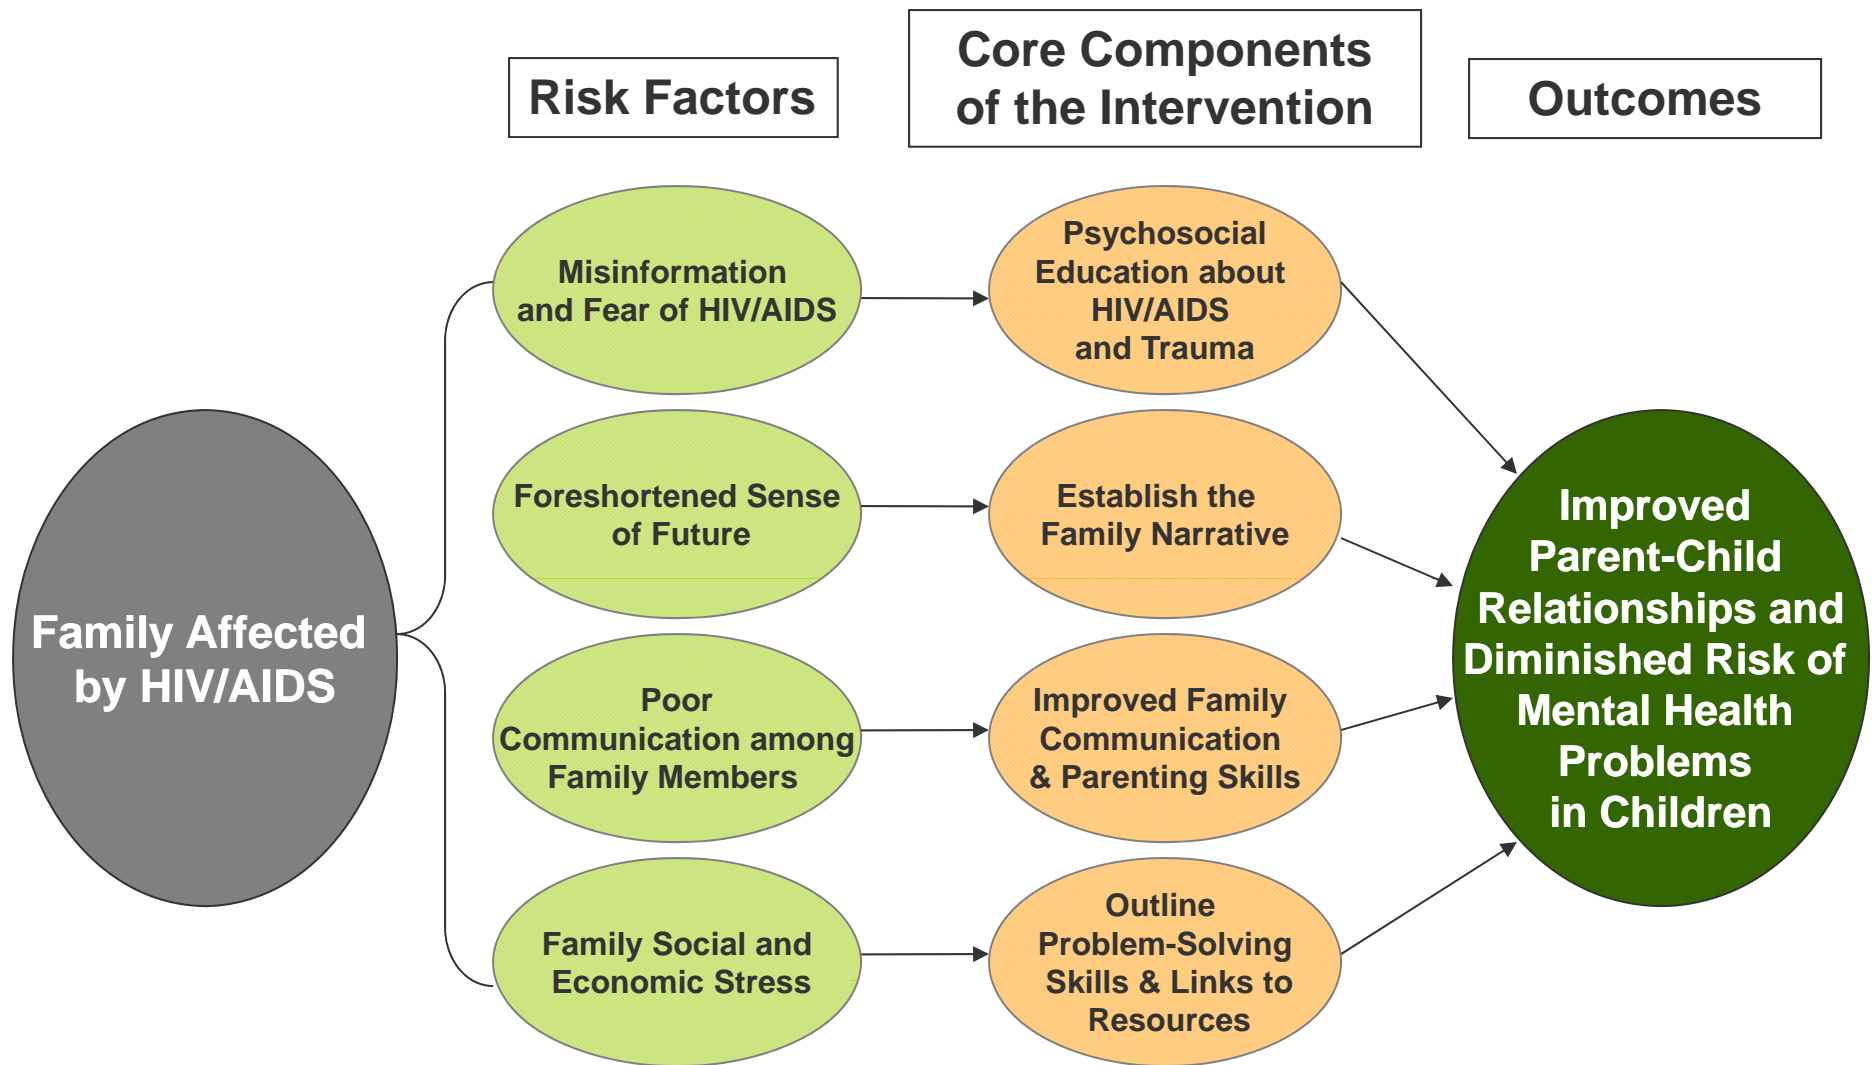 Risk Factors
Core Components
of the Intervention
Outcomes
Family Affected
by HIV/AIDS
Misinformation
and Fear of HIV/AIDS
Psychosocial
Education about
HIV/AIDS
and Trauma
Foreshortened Sense
of Future
Establish the
Family Narrative
Poor
Communication among
Family Members
Improved Family
Communication
& Parenting Skills
Family Social and
Economic Stress
Outline
Problem-Solving
Skills & Links to
Resources
Improved
Parent-Child
Relationships and
Diminished Risk of
Mental Health
Problems
in Children